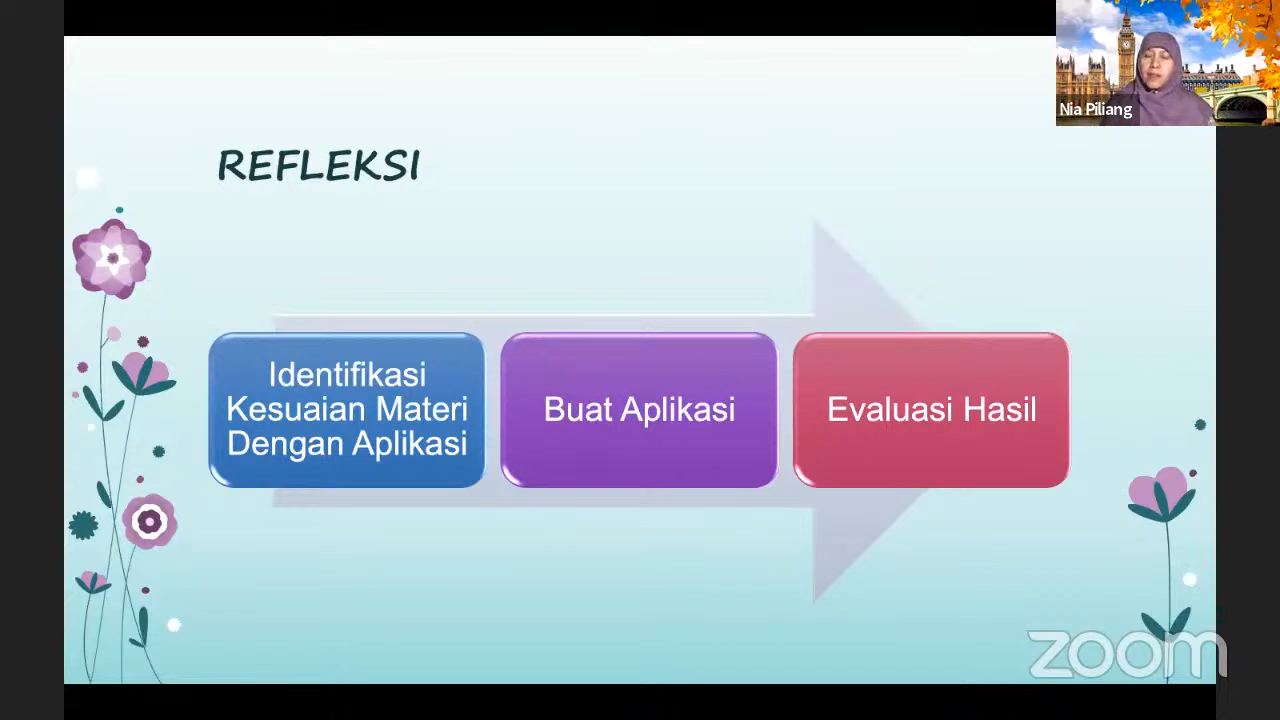 Nia Piliang
REFLEKSI
Identifikasi
Kesuaian Materi
Dengan Aplikasi
Buat Aplikasi
Evaluasi Hasil
zoom